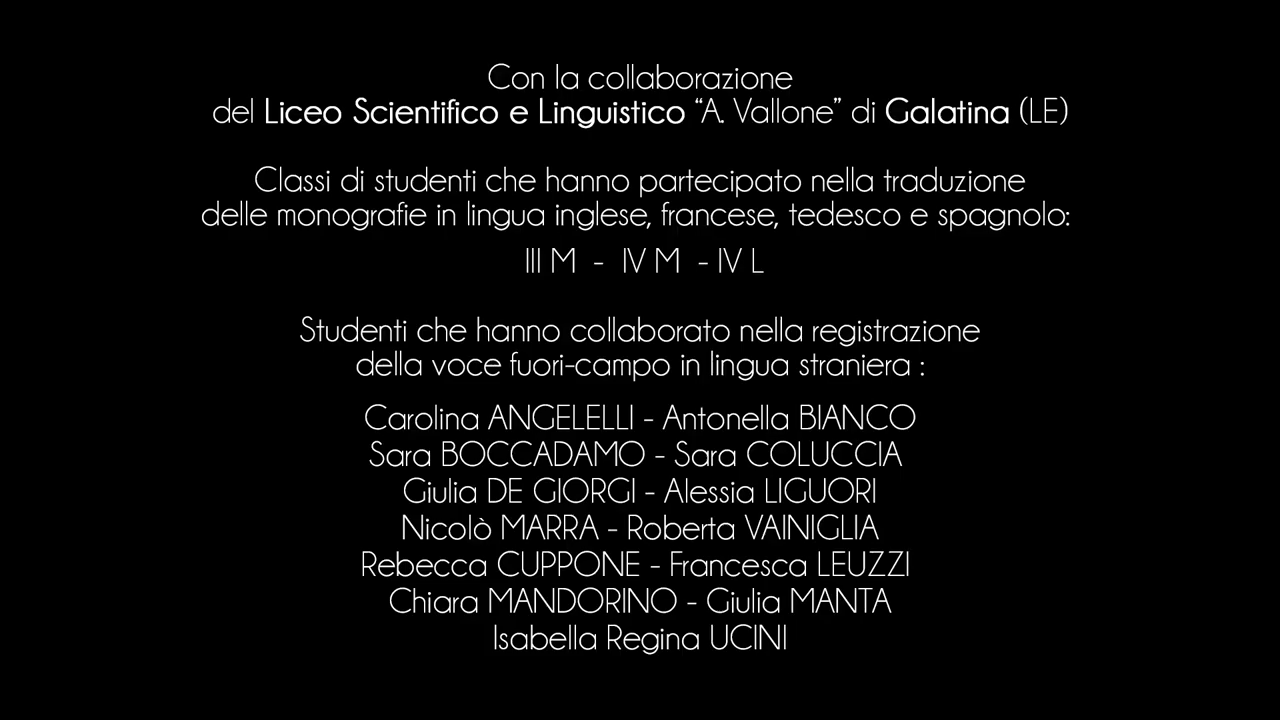 Con la collaborazione
del Liceo Scientifico e Linguistico “A. Vallone” di Galatina (LE)
Classi di studenti che hanno partecipato nella traduzione
delle monografie in lingua inglese, francese, tedesco e spagnolo:
III M - IV M - IV L
Studenti che hanno collaborato nella registrazione
della voce fuori-campo in lingua straniera :
Carolina ANGELELLI - Antonella BIANCO
Sara BOCCADAMO - Sara COLUCCIA
Giulia DE GIORGI - Alessia LIGUORI
Nicolò MARRA - Roberta VAINIGLIA
Rebecca CUPPONE - Francesca LEUZZI
Chiara MANDORINO - Giulia MANTA
Isabella Regina UCINI